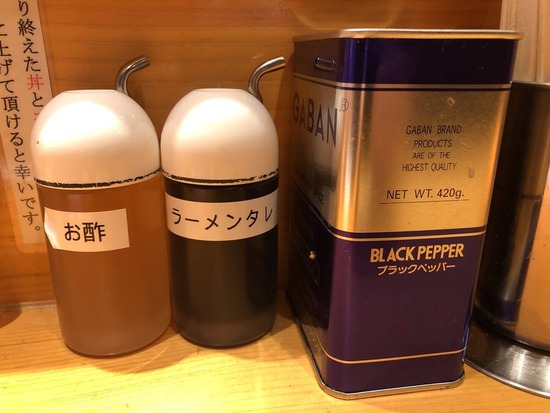 り終えた丼と
上げて頂けると幸いです。
お酢
ラーメンタレ
GABAN®
GABAN BRAND
PRODUCTS
ARE OF THE
HIGHEST QUALITY
NET WT. 420g.
BLACK PEPPER
ブラックペッパー